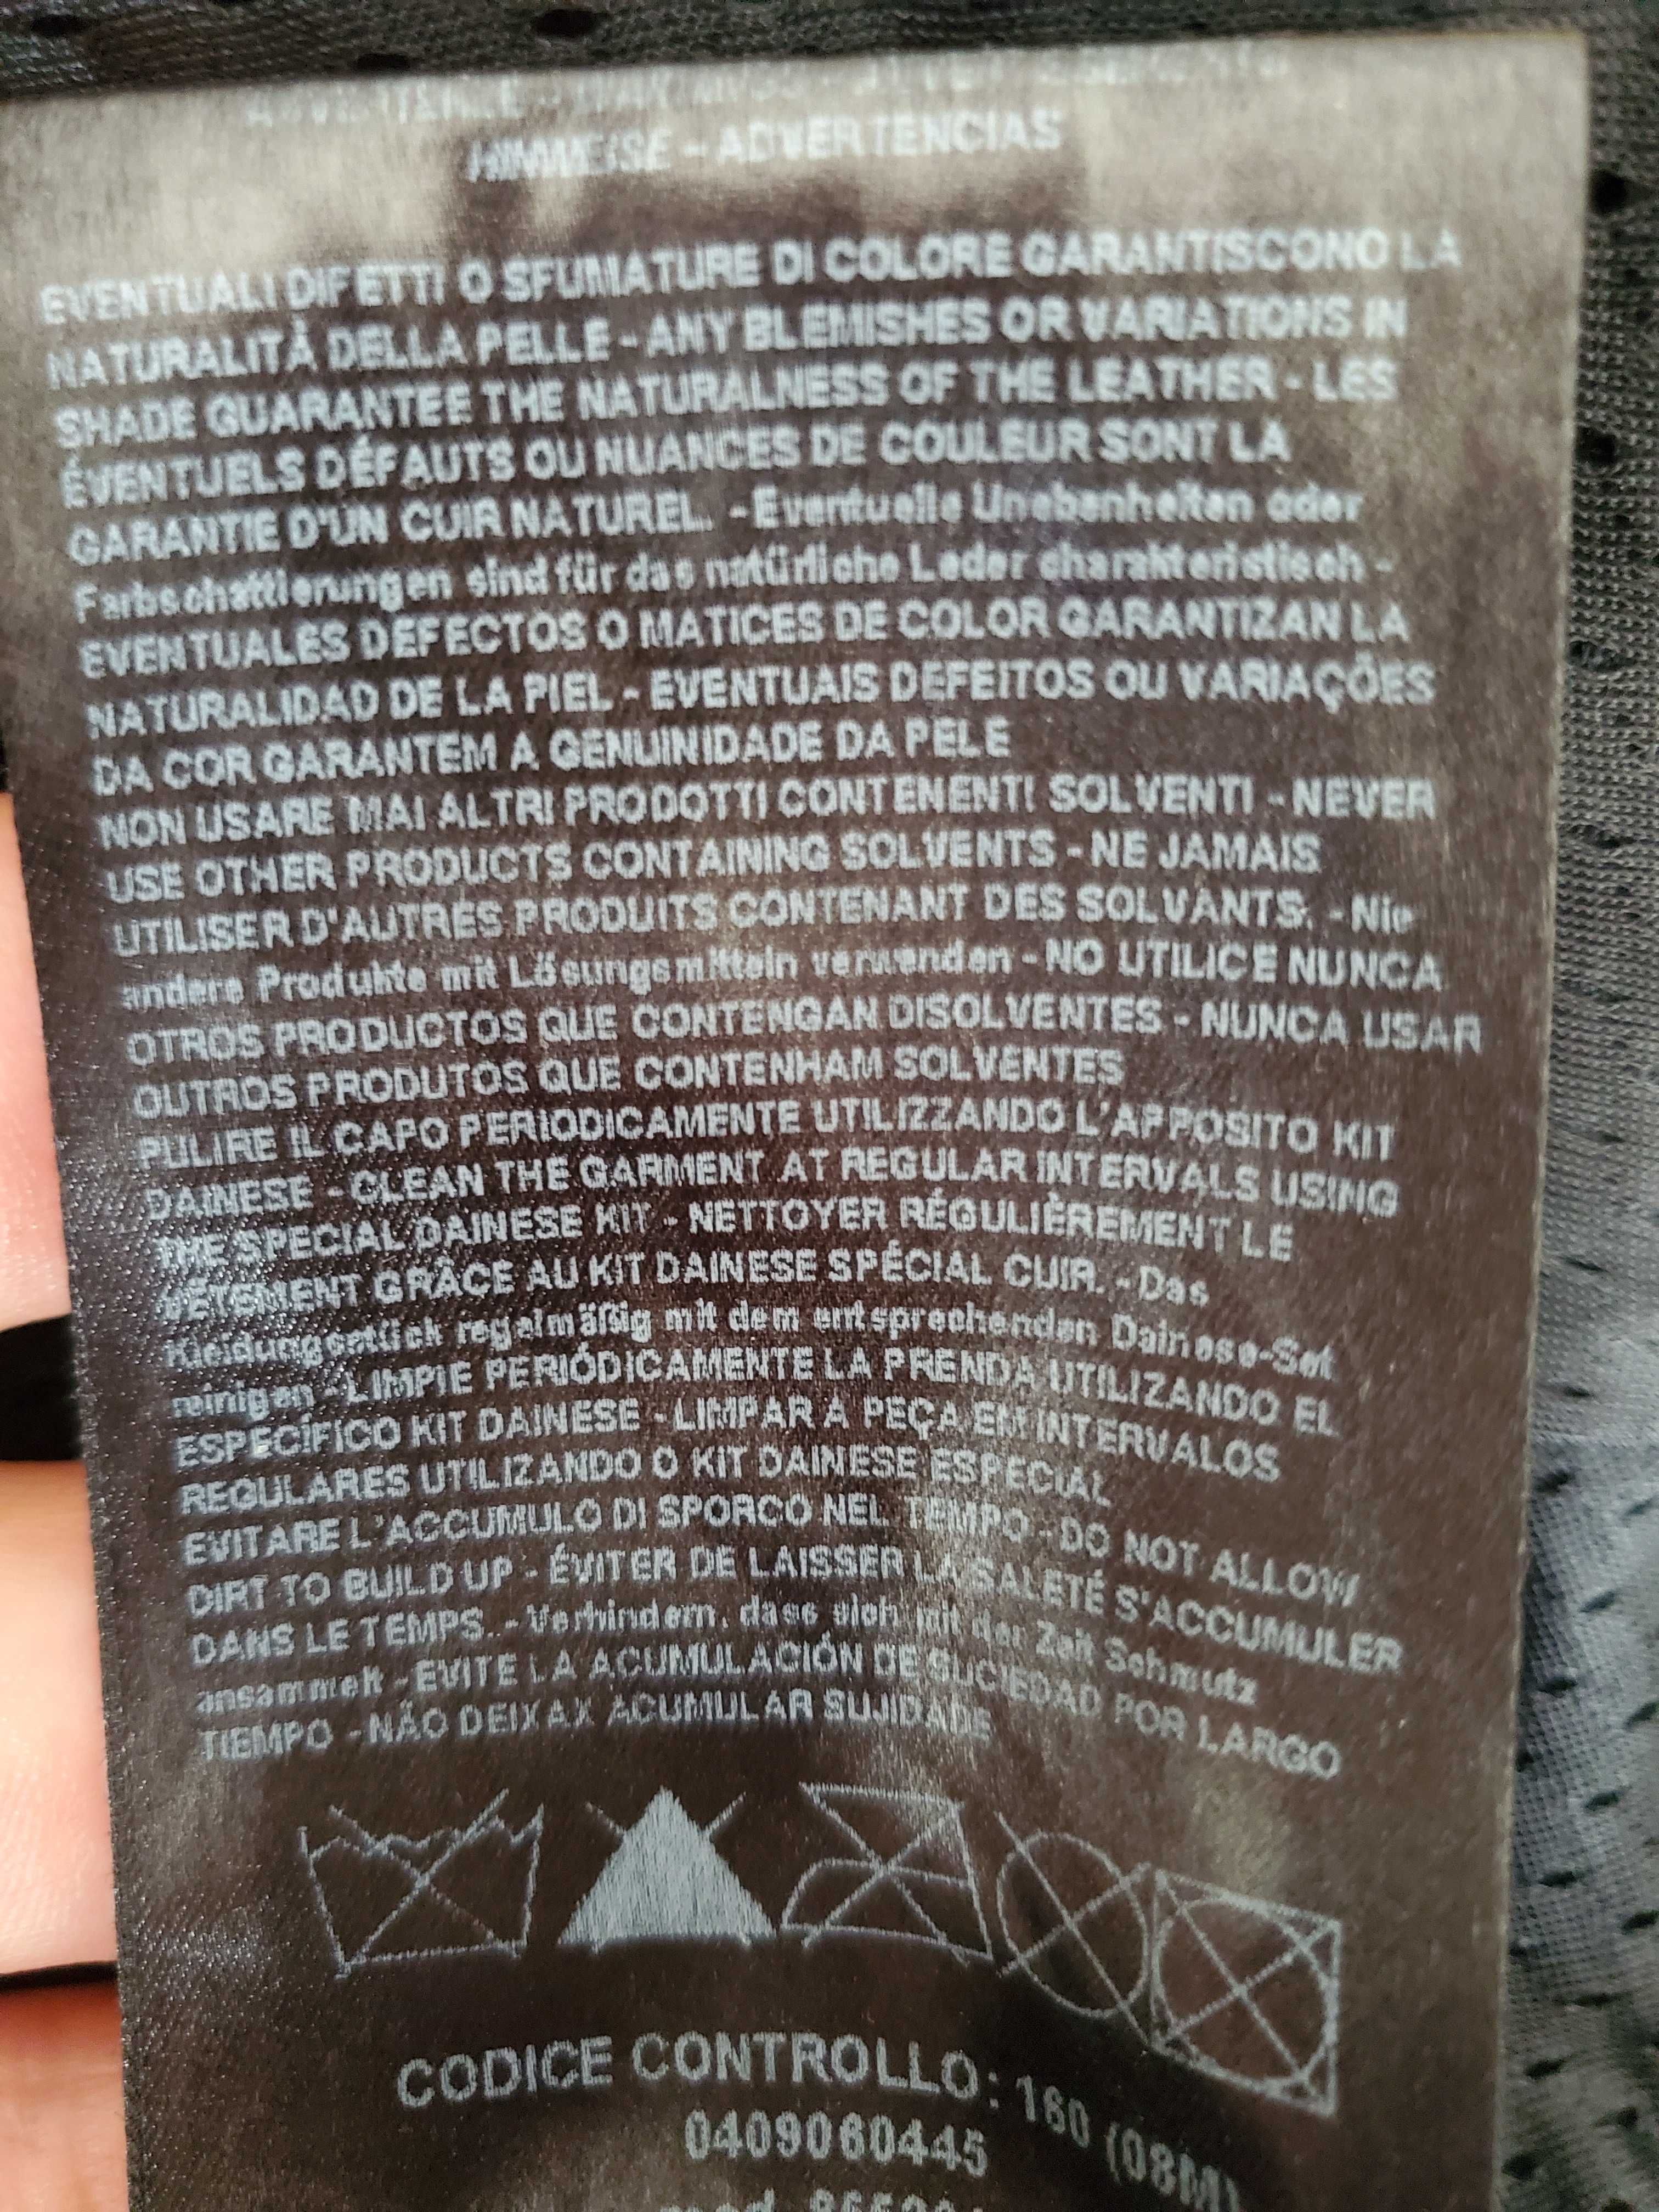 HINWEISE - ADVERTENCIAS
EVENTUALI DIFETTI O SFUMATURE DI COLORE GARANTISCONO LA
NATURALITÀ DELLA PELLE - ANY BLEMISHES OR VARIATIONS IN
SHADE GUARANTEE THE NATURALNESS OF THE LEATHER - LES
ÉVENTUELS DÉFAUTS OU NUANCES DE COULEUR SONT LA
GARANTIE D'UN CUIR NATUREL. - Eventuelle Unebenheiten oder
Farbschattierungen sind für das natürliche Leder charakteristisch -
EVENTUALES DEFECTOS O MATICES DE COLOR GARANTIZAN LA
NATURALIDAD DE LA PIEL - EVENTUAIS DEFEITOS OU VARIAÇÕES
DA COR GARANTEM A GENUINIDADE DA PELE
NON USARE MAI ALTRI PRODOTTI CONTENENTI SOLVENTI - NEVER
USE OTHER PRODUCTS CONTAINING SOLVENTS - NE JAMAIS
UTILISER D'AUTRES PRODUITS CONTENANT DES SOLVANTS. - Nie
andere Produkte mit Lösungsmitteln verwenden - NO UTILICE NUNCA
OTROS PRODUCTOS QUE CONTENGAN DISOLVENTES - NUNCA USAR
OUTROS PRODUTOS QUE CONTENHAM SOLVENTES
PULIRE IL CAPO PERIODICAMENTE UTILIZZANDO L'APPOSITO KIT
DAINESE - CLEAN THE GARMENT AT REGULAR INTERVALS USING
THE SPECIAL DAINESE KIT - NETTOYER RÉGULIÈREMENT LE
VÊTEMENT GRÂCE AU KIT DAINESE SPÉCIAL CUIR. - Das
Kleidungsstück regelmäßig mit dem entsprechenden Dainese-Set
reinigen - LIMPIE PERIÓDICAMENTE LA PRENDA UTILIZANDO EL
ESPECÍFICO KIT DAINESE - LIMPAR A PEÇA EM INTERVALOS
REGULARES UTILIZANDO O KIT DAINESE ESPECIAL
EVITARE L'ACCUMULO DI SPORCO NEL TEMPO - DO NOT ALLOW
DIRT TO BUILD UP - ÉVITER DE LAISSER LA SALETÉ S'ACCUMULER
DANS LE TEMPS. - Verhindern, dass sich mit der Zeit Schmutz
ansammelt - EVITE LA ACUMULACIÓN DE SUCIEDAD POR LARGO
TIEMPO - NÃO DEIXAX ACUMULAR SUJIDADE
CODICE CONTROLLO: 160 (08M)
0409060445